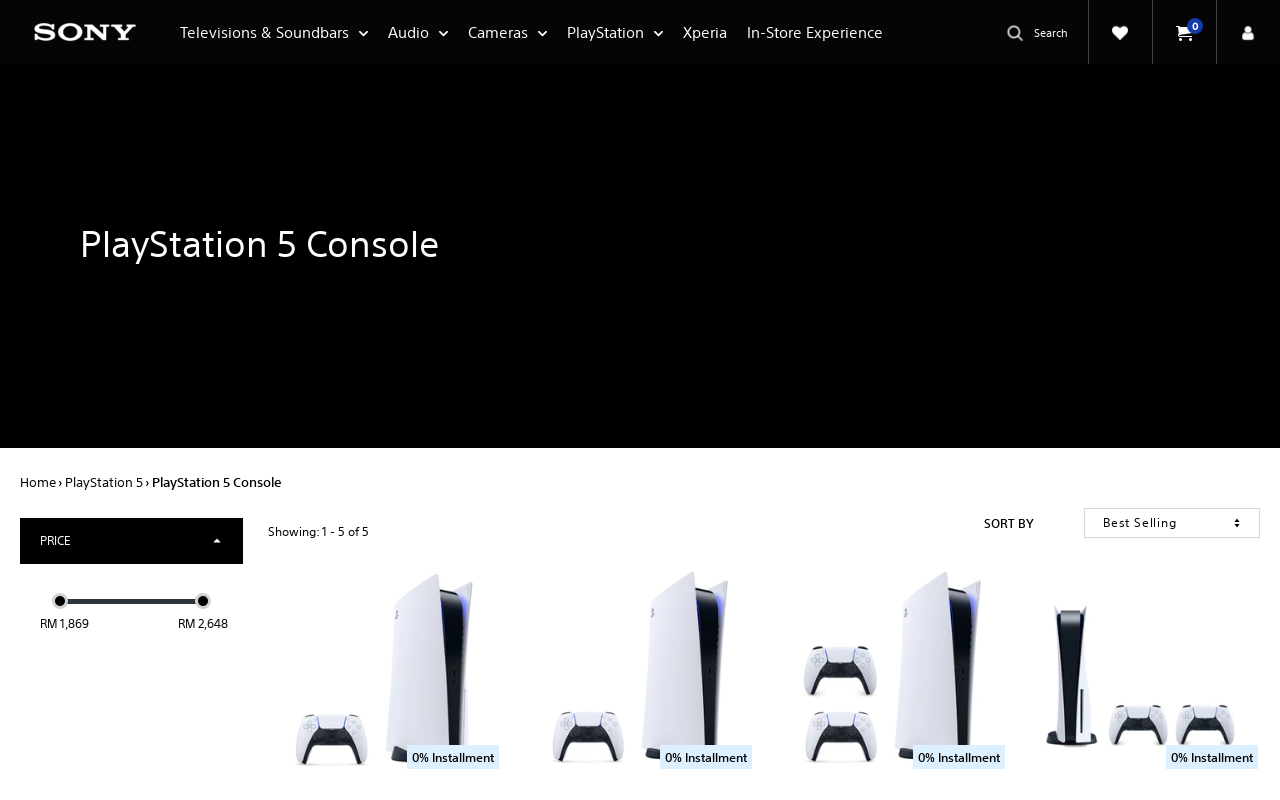 SONY
Televisions & Soundbars
Audio
Cameras
PlayStation
Xperia
In-Store Experience
Search
0
PlayStation 5 Console
Home › PlayStation 5 › PlayStation 5 Console
PRICE
RM 1,869
RM 2,648
Showing: 1 - 5 of 5
SORT BY
Best Selling
0% Installment
0% Installment
0% Installment
0% Installment